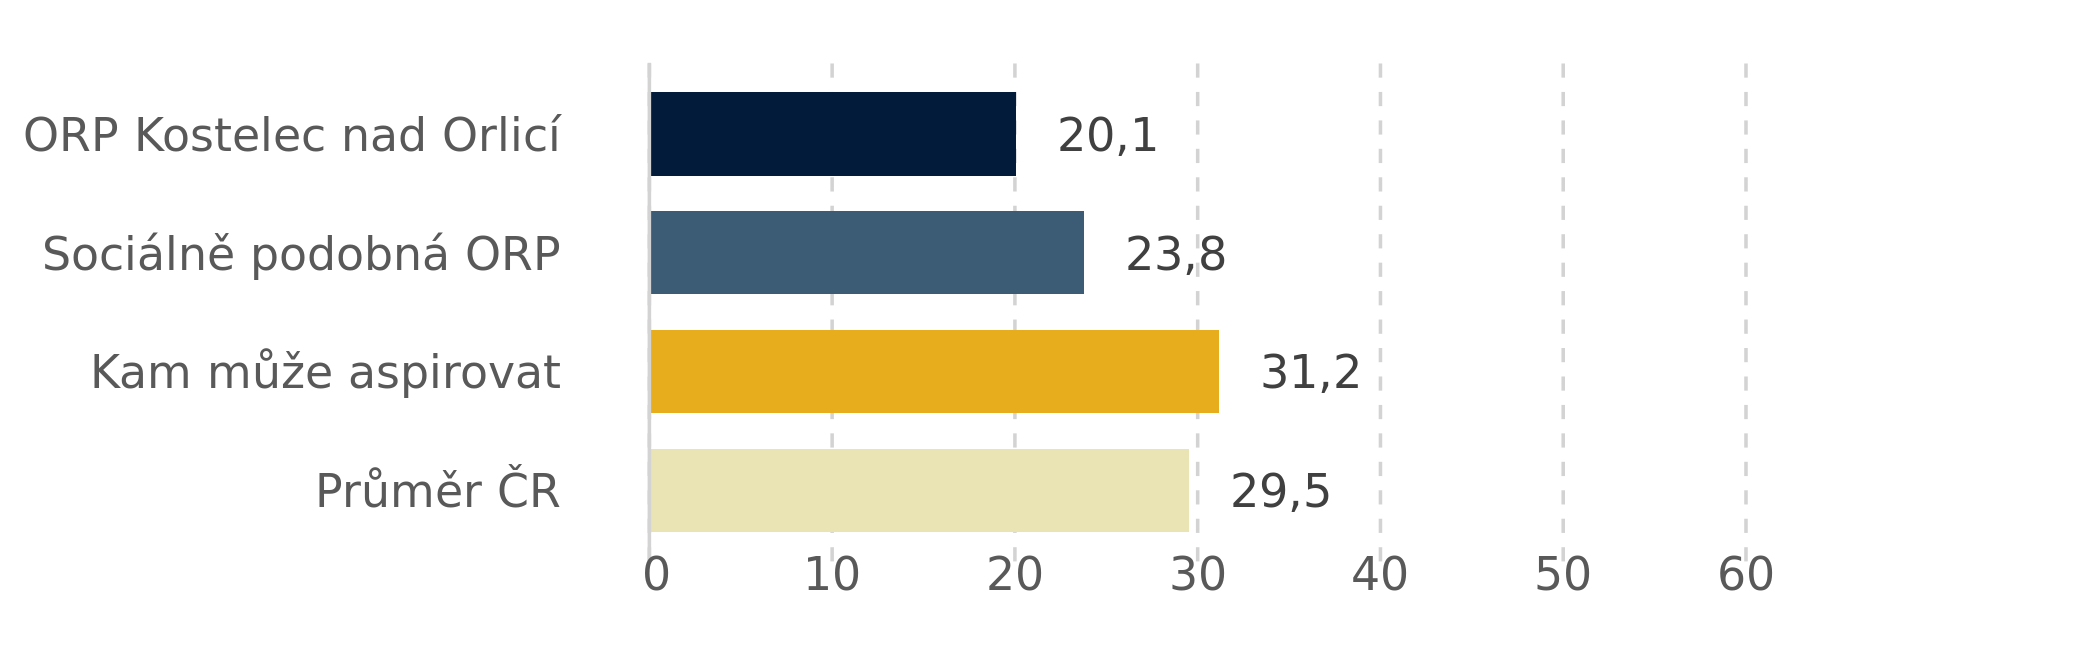 ORP Kostelec nad Orlicí 20,1
Sociálně podobná ORP 23,8
Kam může aspirovat 31,2
Průměr ČR 29,5
0 10 20 30 40 50 60